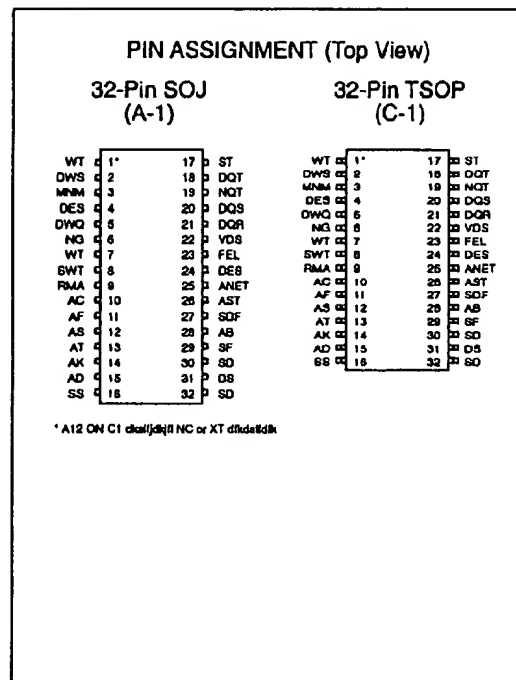 PIN ASSIGNMENT (Top View)
32-Pin SOJ
(A-1)
WT 1* 17 ST
DWS 2 18 DQT
MNM 3 19 NQT
DES 4 20 DQS
DWQ 5 21 DQR
NG 6 22 VDS
WT 7 23 FEL
SWT 8 24 DES
RMA 9 25 ANET
AC 10 26 AST
AF 11 27 SDF
AS 12 28 AB
AT 13 29 SF
AK 14 30 SD
AD 15 31 DS
SS 16 32 SD
* A12 ON C1 NC or XT
32-Pin TSOP
(C-1)
WT 1* 17 ST
DWS 2 18 DQT
MNM 3 19 NQT
DES 4 20 DQS
DWQ 5 21 DQR
NG 6 22 VDS
WT 7 23 FEL
SWT 8 24 DES
RMA 9 25 ANET
AC 10 26 AST
AF 11 27 SDF
AS 12 28 AB
AT 13 29 SF
AK 14 30 SD
AD 15 31 DS
SS 16 32 SD